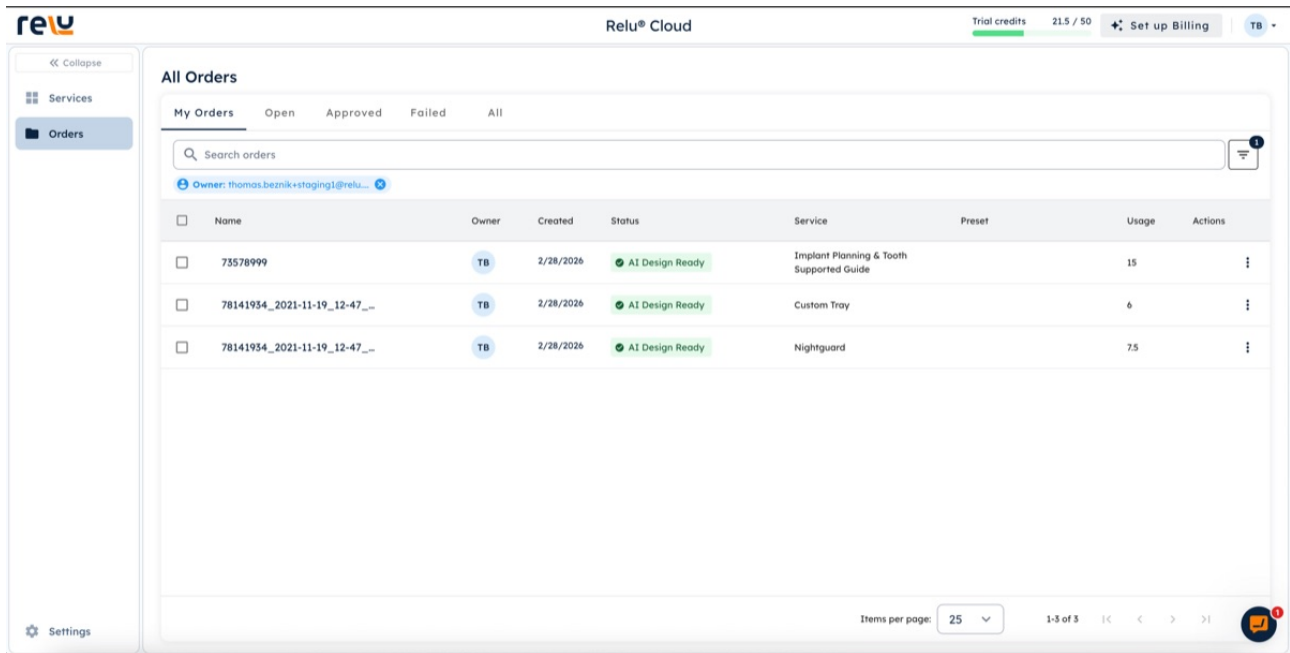 relu
Relu® Cloud
Trial credits 21.5 / 50
Set up Billing
TB
Collapse
Services
Orders
Settings
All Orders
My Orders Open Approved Failed All
Search orders
1
Owner: thomas.beznik+staging1@relu...
Name Owner Created Status Service Preset Usage Actions
73578999 TB 2/28/2026 AI Design Ready Implant Planning & Tooth
Supported Guide 15
78141934_2021-11-19_12-47_... TB 2/28/2026 AI Design Ready Custom Tray 6
78141934_2021-11-19_12-47_... TB 2/28/2026 AI Design Ready Nightguard 7.5
Items per page: 25 1-3 of 3
1